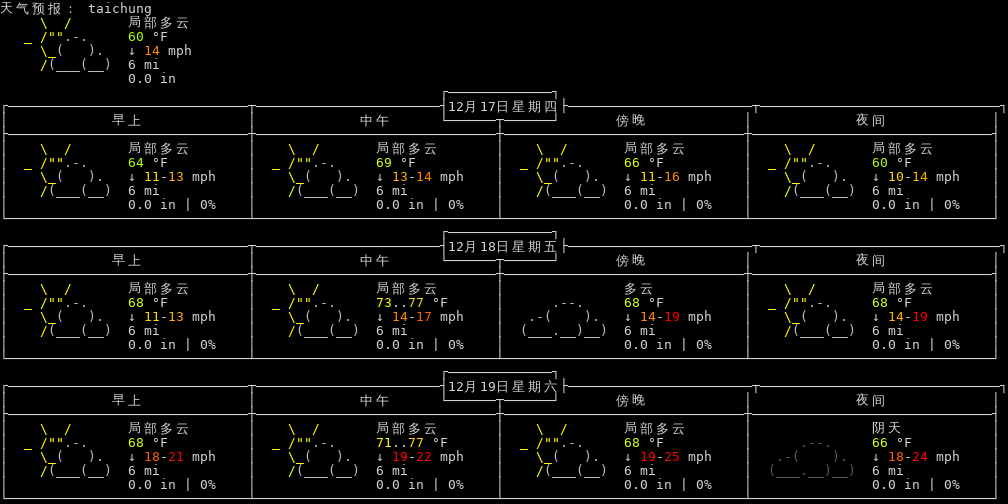 天气预报： taichung
局部多云
60 °F
↓ 14 mph
6 mi
0.0 in
12月17日星期四
早上 中午 傍晚 夜间
局部多云 局部多云 局部多云 局部多云
64 °F 69 °F 66 °F 60 °F
↓ 11-13 mph ↓ 13-14 mph ↓ 11-16 mph ↓ 10-14 mph
6 mi 6 mi 6 mi 6 mi
0.0 in | 0% 0.0 in | 0% 0.0 in | 0% 0.0 in | 0%
12月18日星期五
早上 中午 傍晚 夜间
局部多云 局部多云 多云 局部多云
68 °F 73..77 °F 68 °F 68 °F
↓ 11-13 mph ↓ 14-17 mph ↓ 14-19 mph ↓ 14-19 mph
6 mi 6 mi 6 mi 6 mi
0.0 in | 0% 0.0 in | 0% 0.0 in | 0% 0.0 in | 0%
12月19日星期六
早上 中午 傍晚 夜间
局部多云 局部多云 局部多云 阴天
68 °F 71..77 °F 68 °F 66 °F
↓ 18-21 mph ↓ 19-22 mph ↓ 19-25 mph ↓ 18-24 mph
6 mi 6 mi 6 mi 6 mi
0.0 in | 0% 0.0 in | 0% 0.0 in | 0% 0.0 in | 0%